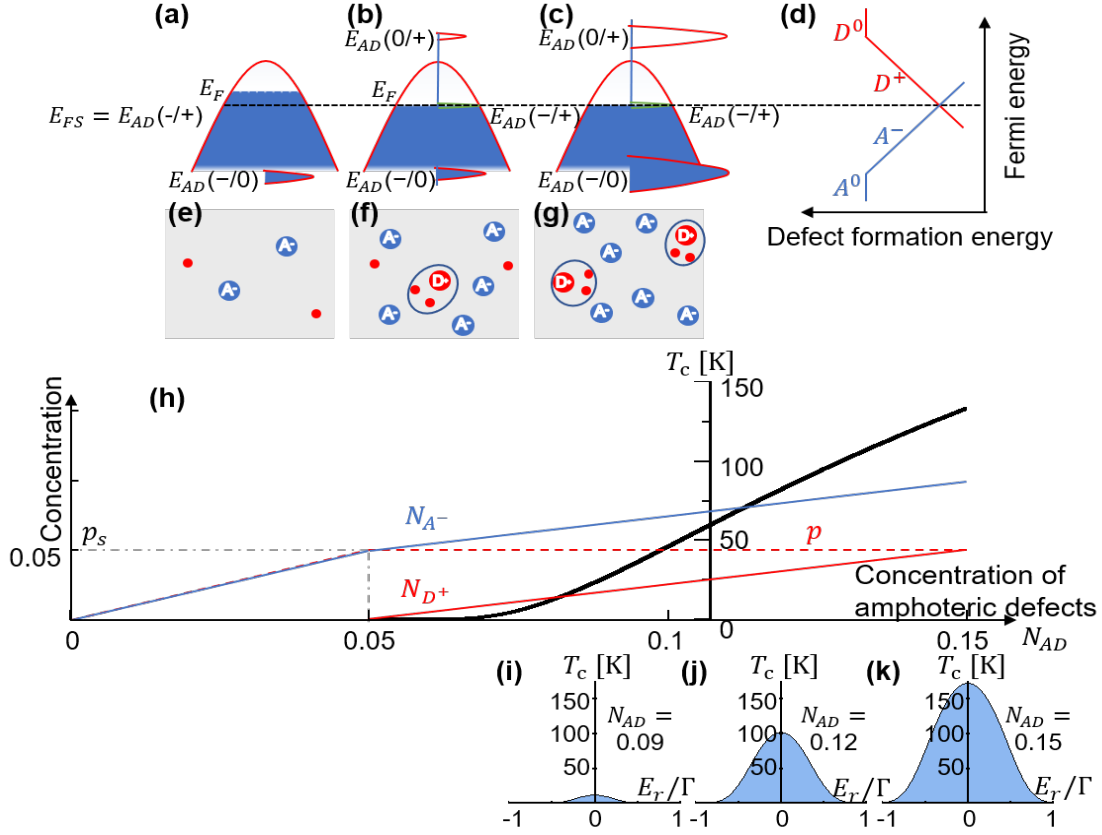 (a)
(b)
(c)
(d)
E_AD(0/+)
E_AD(0/+)
D⁰
E_F
E_F
E_F
D⁺
E_FS = E_AD(-/+)
E_AD(−/+)
E_AD(−/+)
A⁻
E_AD(−/0)
E_AD(−/0)
E_AD(−/0)
A⁰
Fermi energy
Defect formation energy
(e)
(f)
(g)
A-
A-
A-
A-
D+
A-
A-
A-
A-
A-
D+
A-
D+
A-
A-
A-
(h)
Concentration
T_c [K]
150
100
50
0
p_s
0.05
N_A⁻
p
N_D⁺
Concentration of
amphoteric defects
0
0.05
0.1
0.15
N_AD
(i)
T_c [K]
150
100
50
N_AD =
0.09
E_r/Γ
-1
0
1
(j)
T_c [K]
150
100
50
N_AD =
0.12
E_r/Γ
-1
0
1
(k)
T_c [K]
150
100
50
N_AD =
0.15
E_r/Γ
-1
0
1